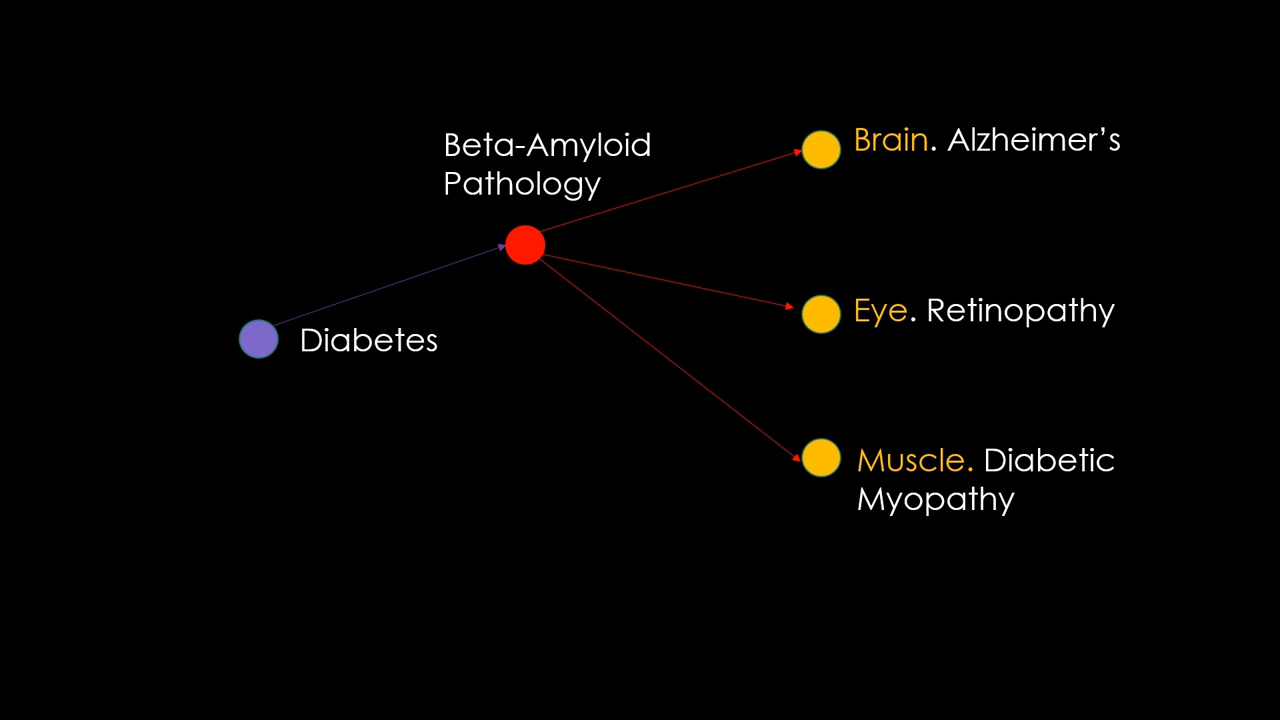 Beta-Amyloid
Pathology
Brain. Alzheimer’s
Eye. Retinopathy
Diabetes
Muscle. Diabetic
Myopathy